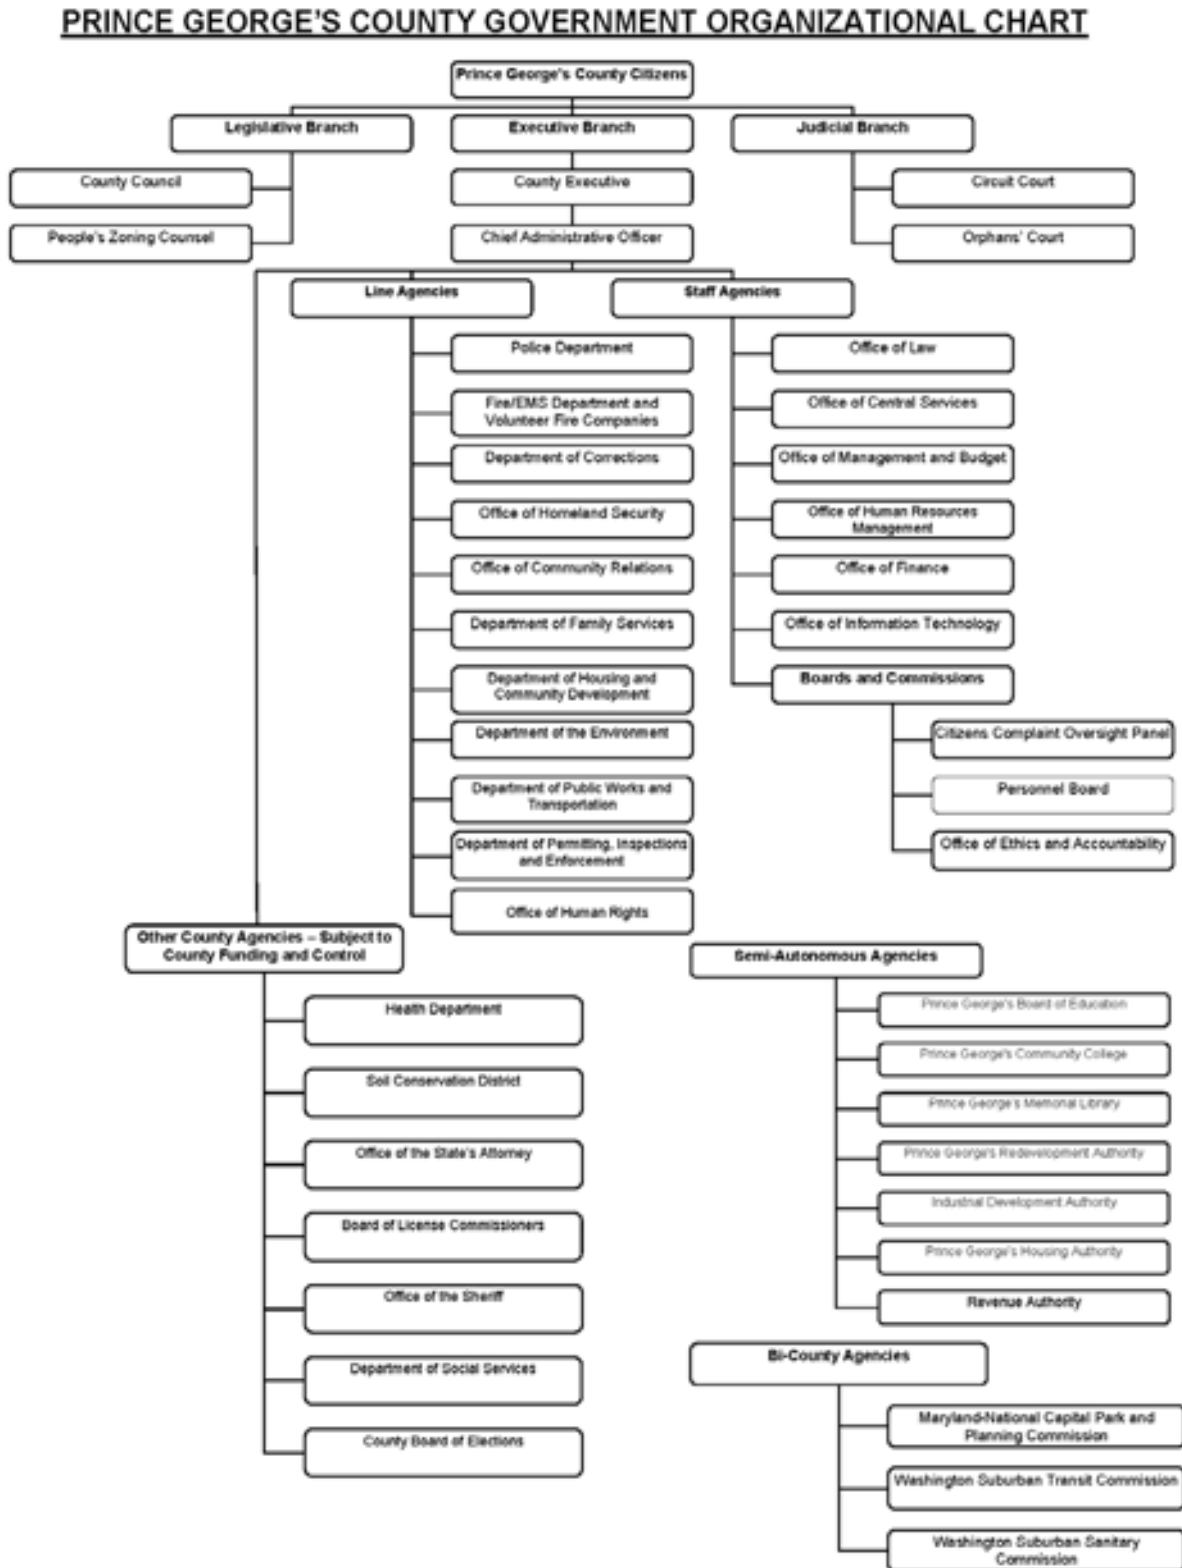 PRINCE GEORGE'S COUNTY GOVERNMENT ORGANIZATIONAL CHART
Prince George's County Citizens
Legislative Branch
Executive Branch
Judicial Branch
County Council
County Executive
Circuit Court
People's Zoning Counsel
Chief Administrative Officer
Orphans' Court
Line Agencies
Staff Agencies
Police Department
Fire/EMS Department and
Volunteer Fire Companies
Department of Corrections
Office of Homeland Security
Office of Community Relations
Department of Family Services
Department of Housing and
Community Development
Department of the Environment
Department of Public Works and
Transportation
Department of Permitting, Inspections
and Enforcement
Office of Human Rights
Office of Law
Office of Central Services
Office of Management and Budget
Office of Human Resources
Management
Office of Finance
Office of Information Technology
Boards and Commissions
Citizens Complaint Oversight Panel
Personnel Board
Office of Ethics and Accountability
Other County Agencies – Subject to
County Funding and Control
Health Department
Soil Conservation District
Office of the State's Attorney
Board of License Commissioners
Office of the Sheriff
Department of Social Services
County Board of Elections
Semi-Autonomous Agencies
Prince George's Board of Education
Prince George's Community College
Prince George's Memorial Library
Prince George's Redevelopment Authority
Industrial Development Authority
Prince George's Housing Authority
Revenue Authority
Bi-County Agencies
Maryland-National Capital Park and
Planning Commission
Washington Suburban Transit Commission
Washington Suburban Sanitary
Commission